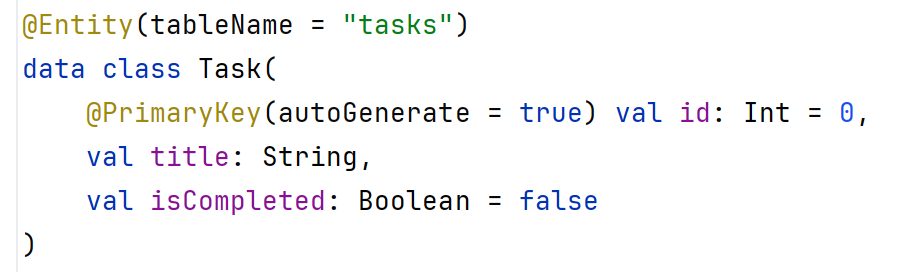 @Entity(tableName = "tasks")
data class Task(
    @PrimaryKey(autoGenerate = true) val id: Int = 0,
    val title: String,
    val isCompleted: Boolean = false
)